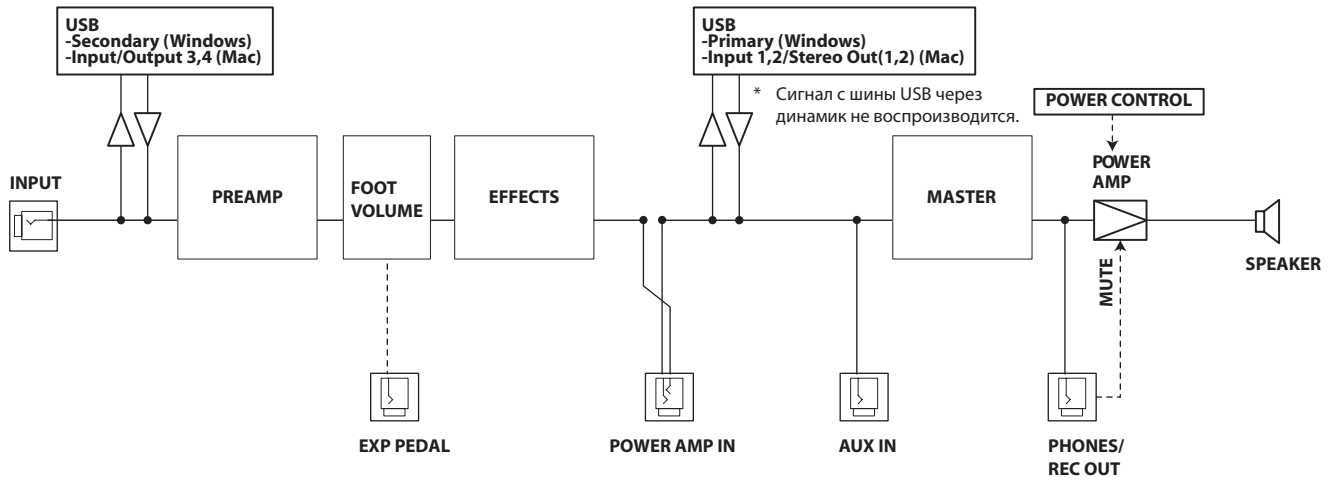 USB
-Secondary (Windows)
-Input/Output 3,4 (Mac)
USB
-Primary (Windows)
-Input 1,2/Stereo Out(1,2) (Mac)
* Сигнал с шины USB через
динамик не воспроизводится.
POWER CONTROL
POWER
AMP
INPUT
PREAMP
FOOT
VOLUME
EFFECTS
MASTER
MUTE
SPEAKER
EXP PEDAL
POWER AMP IN
AUX IN
PHONES/
REC OUT